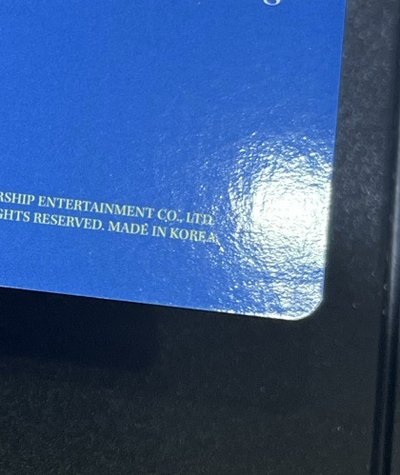 RSHIP ENTERTAINMENT CO., LTD.
GHTS RESERVED. MADE IN KOREA.